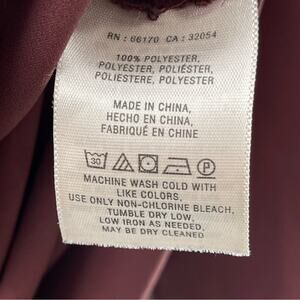 RN : 66170 CA : 32054
100% POLYESTER,
POLYESTER, POLIÉSTER,
POLIESTERE, POLYESTER
MADE IN CHINA,
HECHO EN CHINA,
FABRIQUÉ EN CHINE
30 P
MACHINE WASH COLD WITH
LIKE COLORS,
USE ONLY NON-CHLORINE BLEACH,
TUMBLE DRY LOW,
LOW IRON AS NEEDED,
MAY BE DRY CLEANED